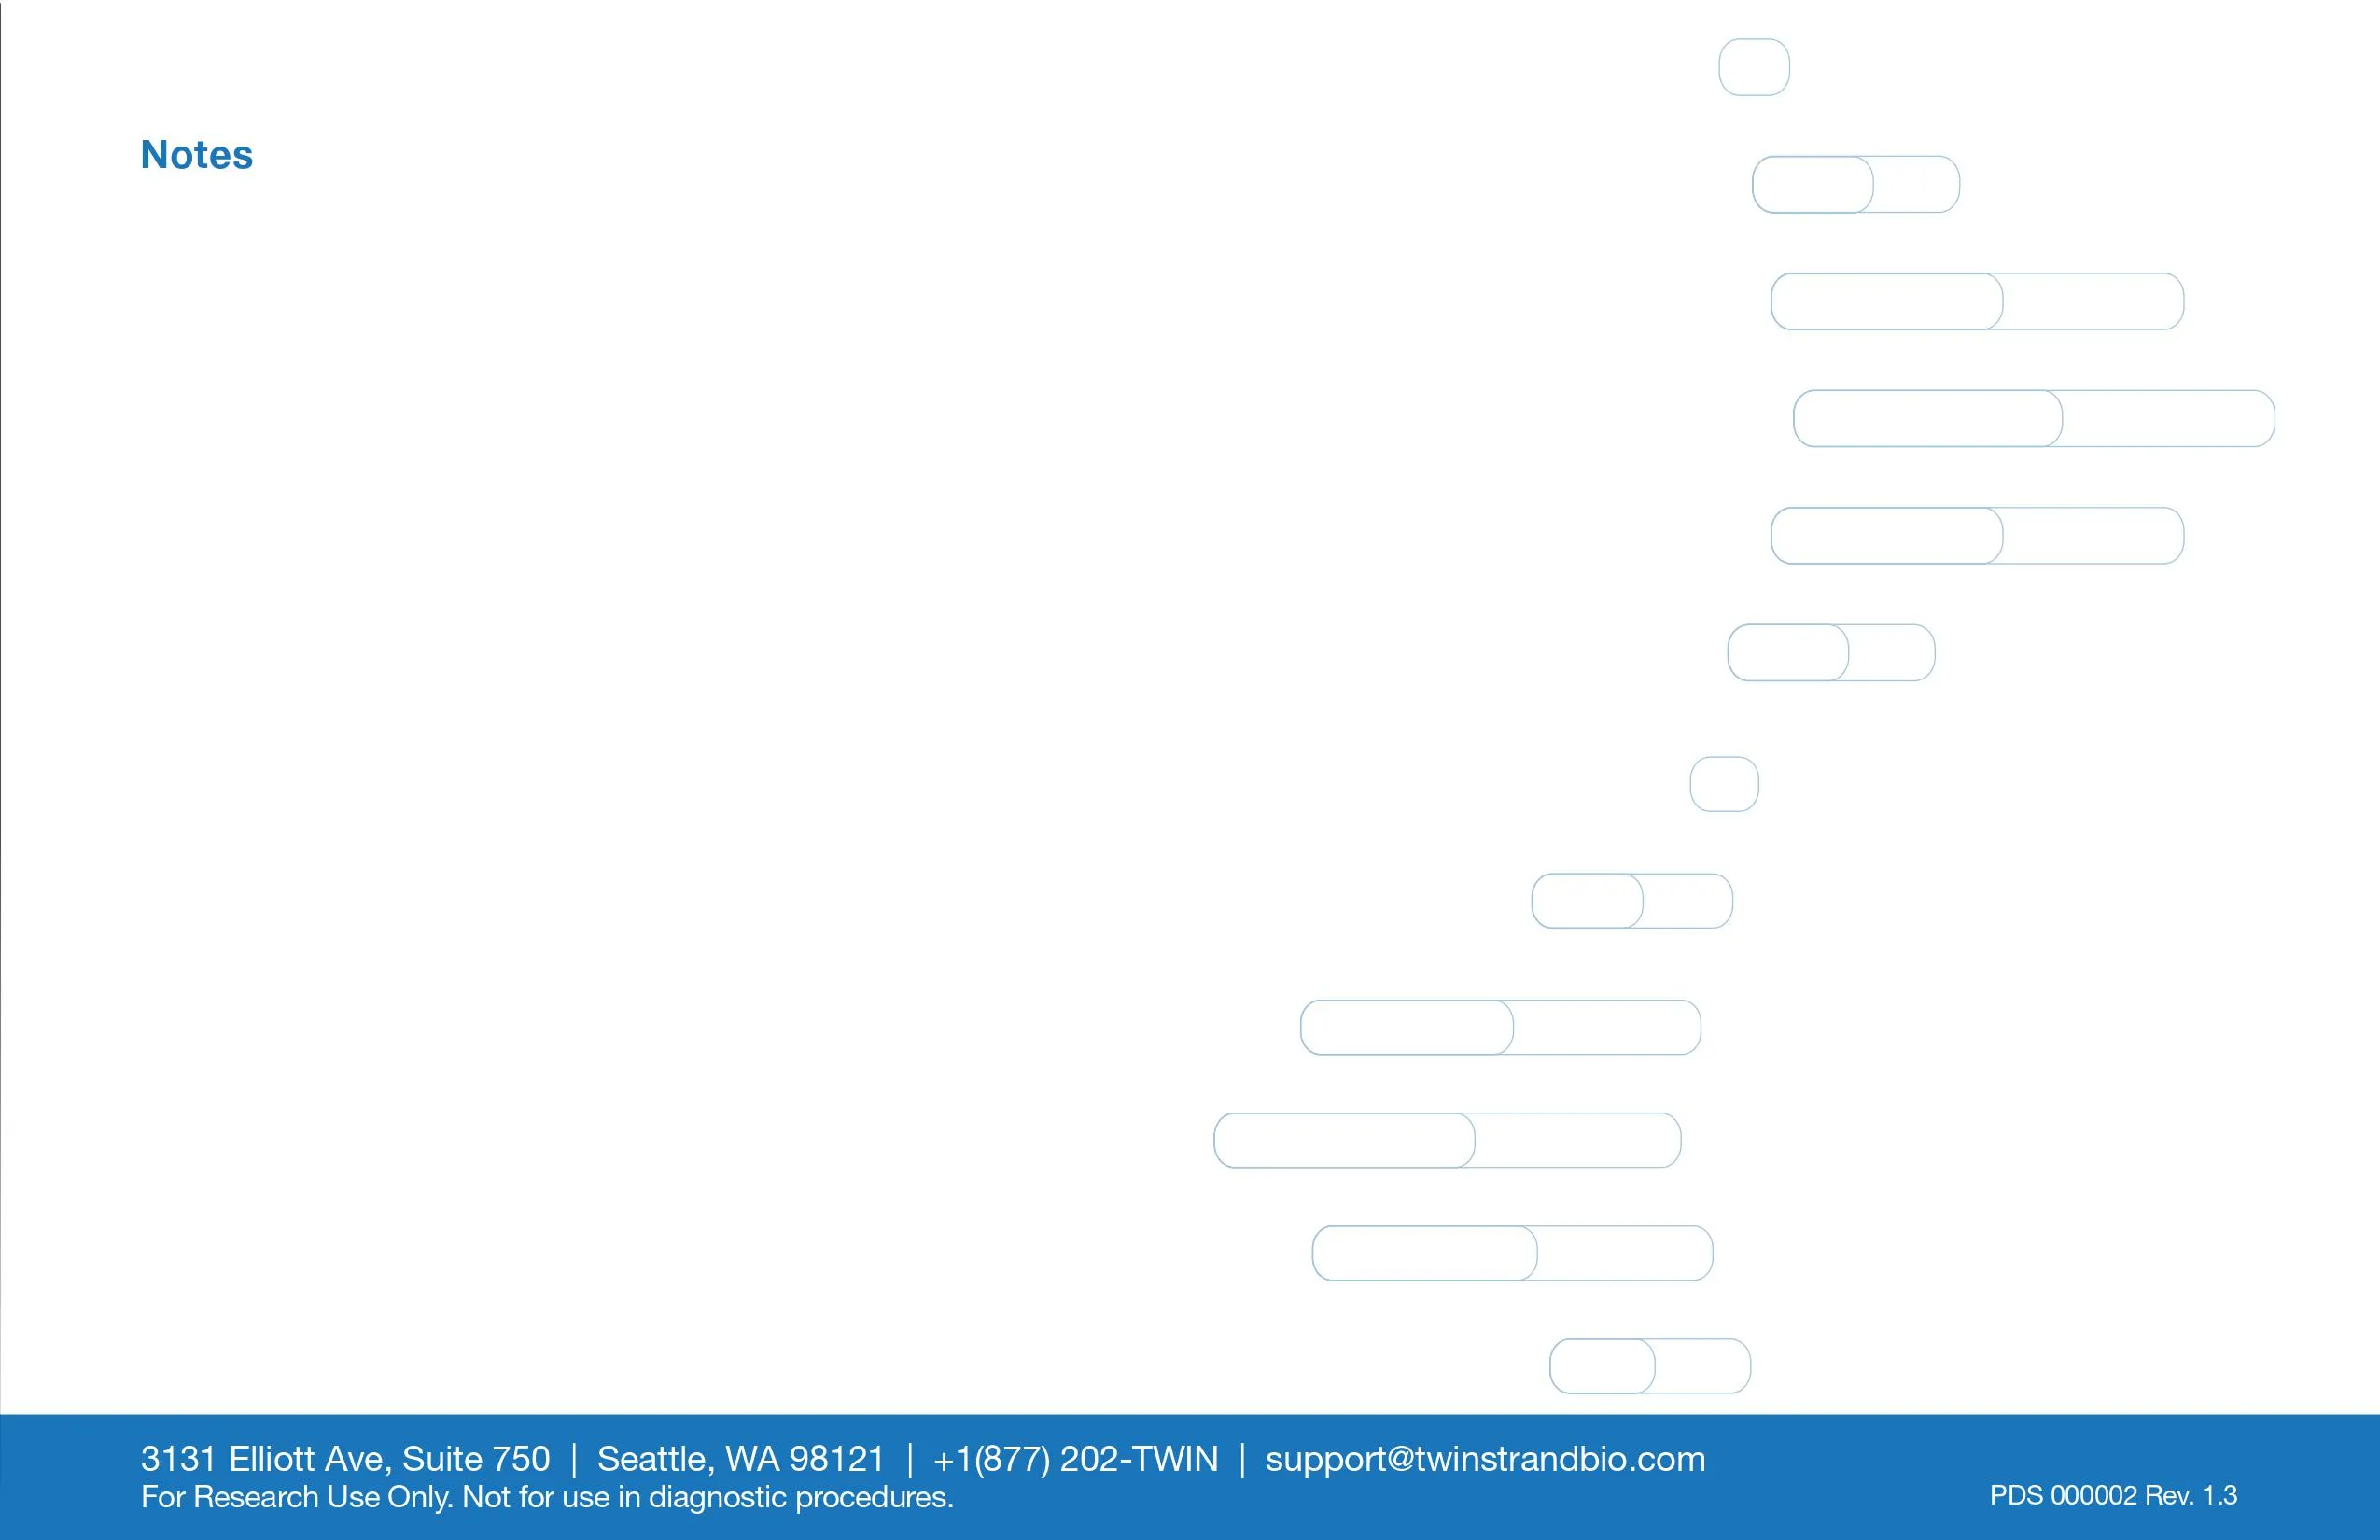 Notes
3131 Elliott Ave, Suite 750 | Seattle, WA 98121 | +1(877) 202-TWIN | support@twinstrandbio.com
For Research Use Only. Not for use in diagnostic procedures.
PDS 000002 Rev. 1.3